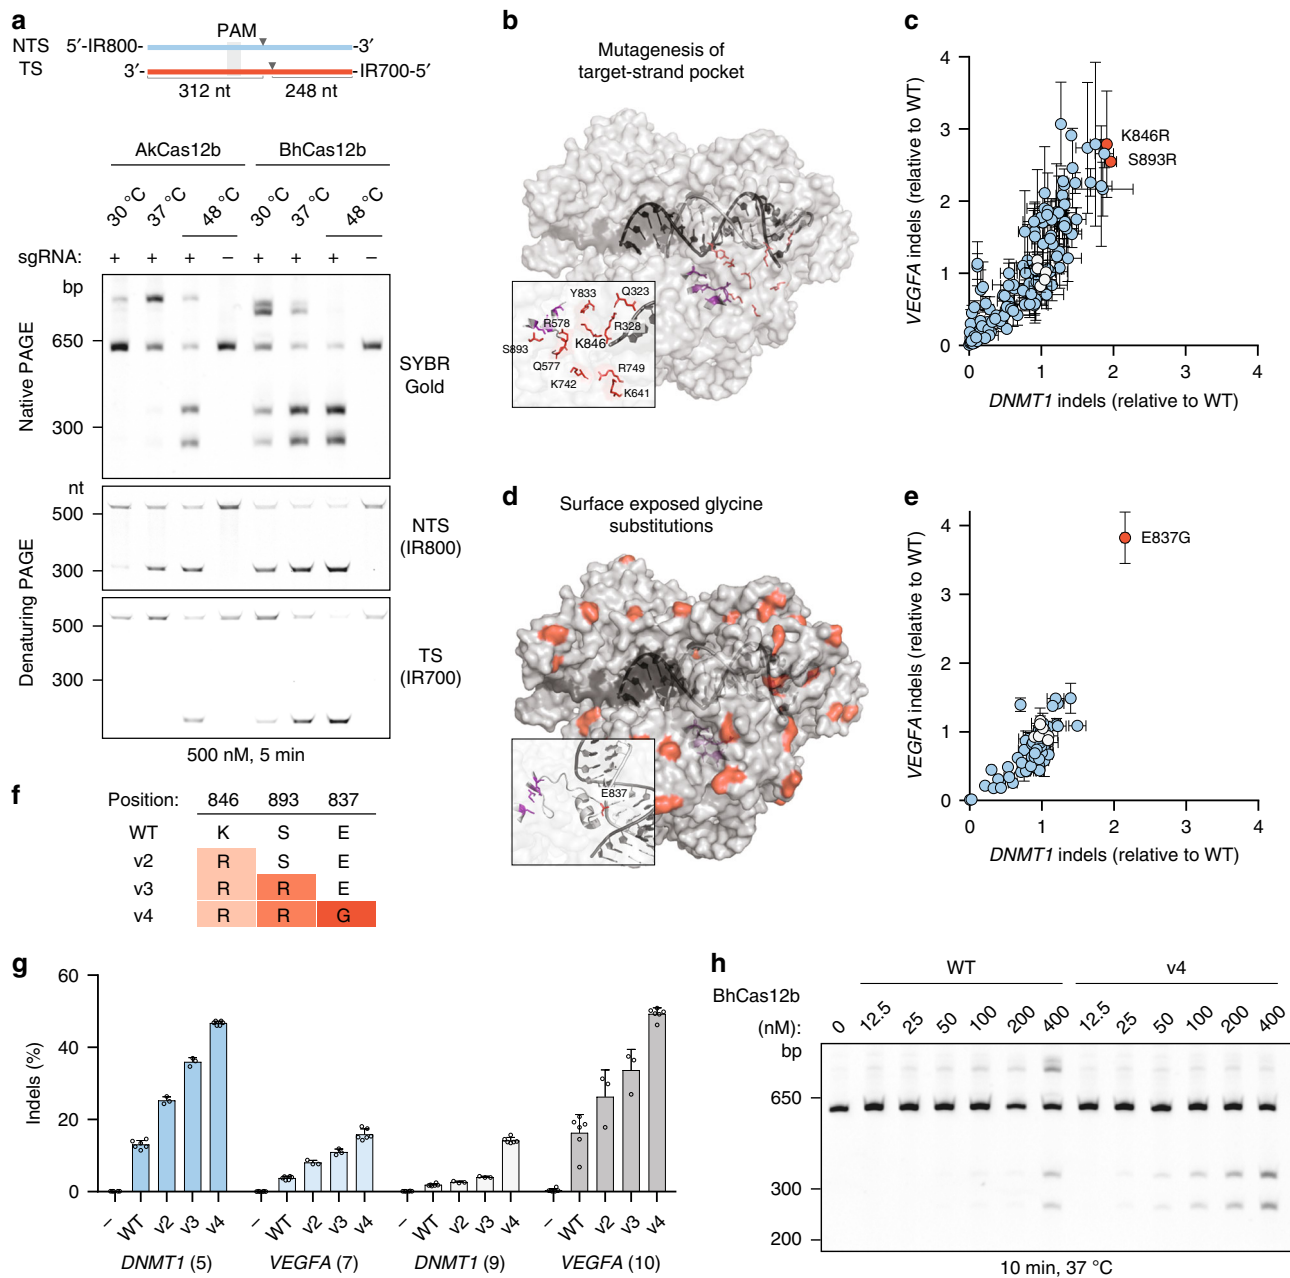 a
PAM
NTS 5′-IR800- -3′
TS 3′- -IR700-5′
312 nt 248 nt
AkCas12b BhCas12b
30 °C 37 °C 48 °C 30 °C 37 °C 48 °C
sgRNA: + + + – + + + –
bp
650
300
Native PAGE
SYBR
Gold
nt
500
300
NTS
(IR800)
Denaturing PAGE
500
300
TS
(IR700)
500 nM, 5 min
b
Mutagenesis of
target-strand pocket
Y833 Q323
R578 R328
S893 K846
Q577 R749
K742 K641
c
VEGFA indels (relative to WT)
4
3
2
1
0
K846R
S893R
0 1 2 3 4
DNMT1 indels (relative to WT)
d
Surface exposed glycine
substitutions
E837
e
VEGFA indels (relative to WT)
4
3
2
1
0
E837G
0 1 2 3 4
DNMT1 indels (relative to WT)
f
Position: 846 893 837
WT K S E
v2 R S E
v3 R R E
v4 R R G
g
Indels (%)
60
40
20
0
– WT v2 v3 v4 – WT v2 v3 v4 – WT v2 v3 v4 – WT v2 v3 v4
DNMT1 (5) VEGFA (7) DNMT1 (9) VEGFA (10)
h
WT v4
BhCas12b
(nM): 0 12.5 25 50 100 200 400 12.5 25 50 100 200 400
bp
650
300
200
10 min, 37 °C